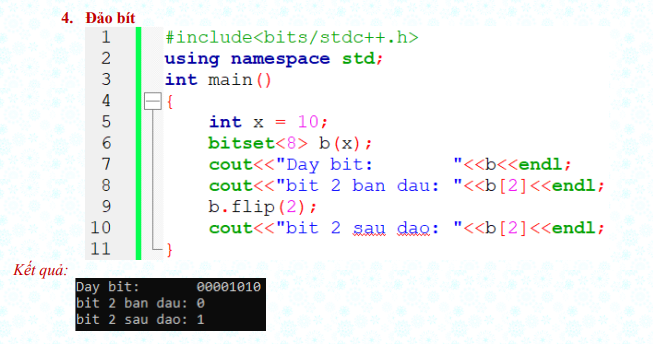 4. Đảo bít
1 #include<bits/stdc++.h>
2 using namespace std;
3 int main()
4 {
5 int x = 10;
6 bitset<8> b(x);
7 cout<<"Day bit:        "<<b<<endl;
8 cout<<"bit 2 ban dau: "<<b[2]<<endl;
9 b.flip(2);
10 cout<<"bit 2 sau dao: "<<b[2]<<endl;
11 }
Kết quả:
Day bit:        00001010
bit 2 ban dau: 0
bit 2 sau dao: 1